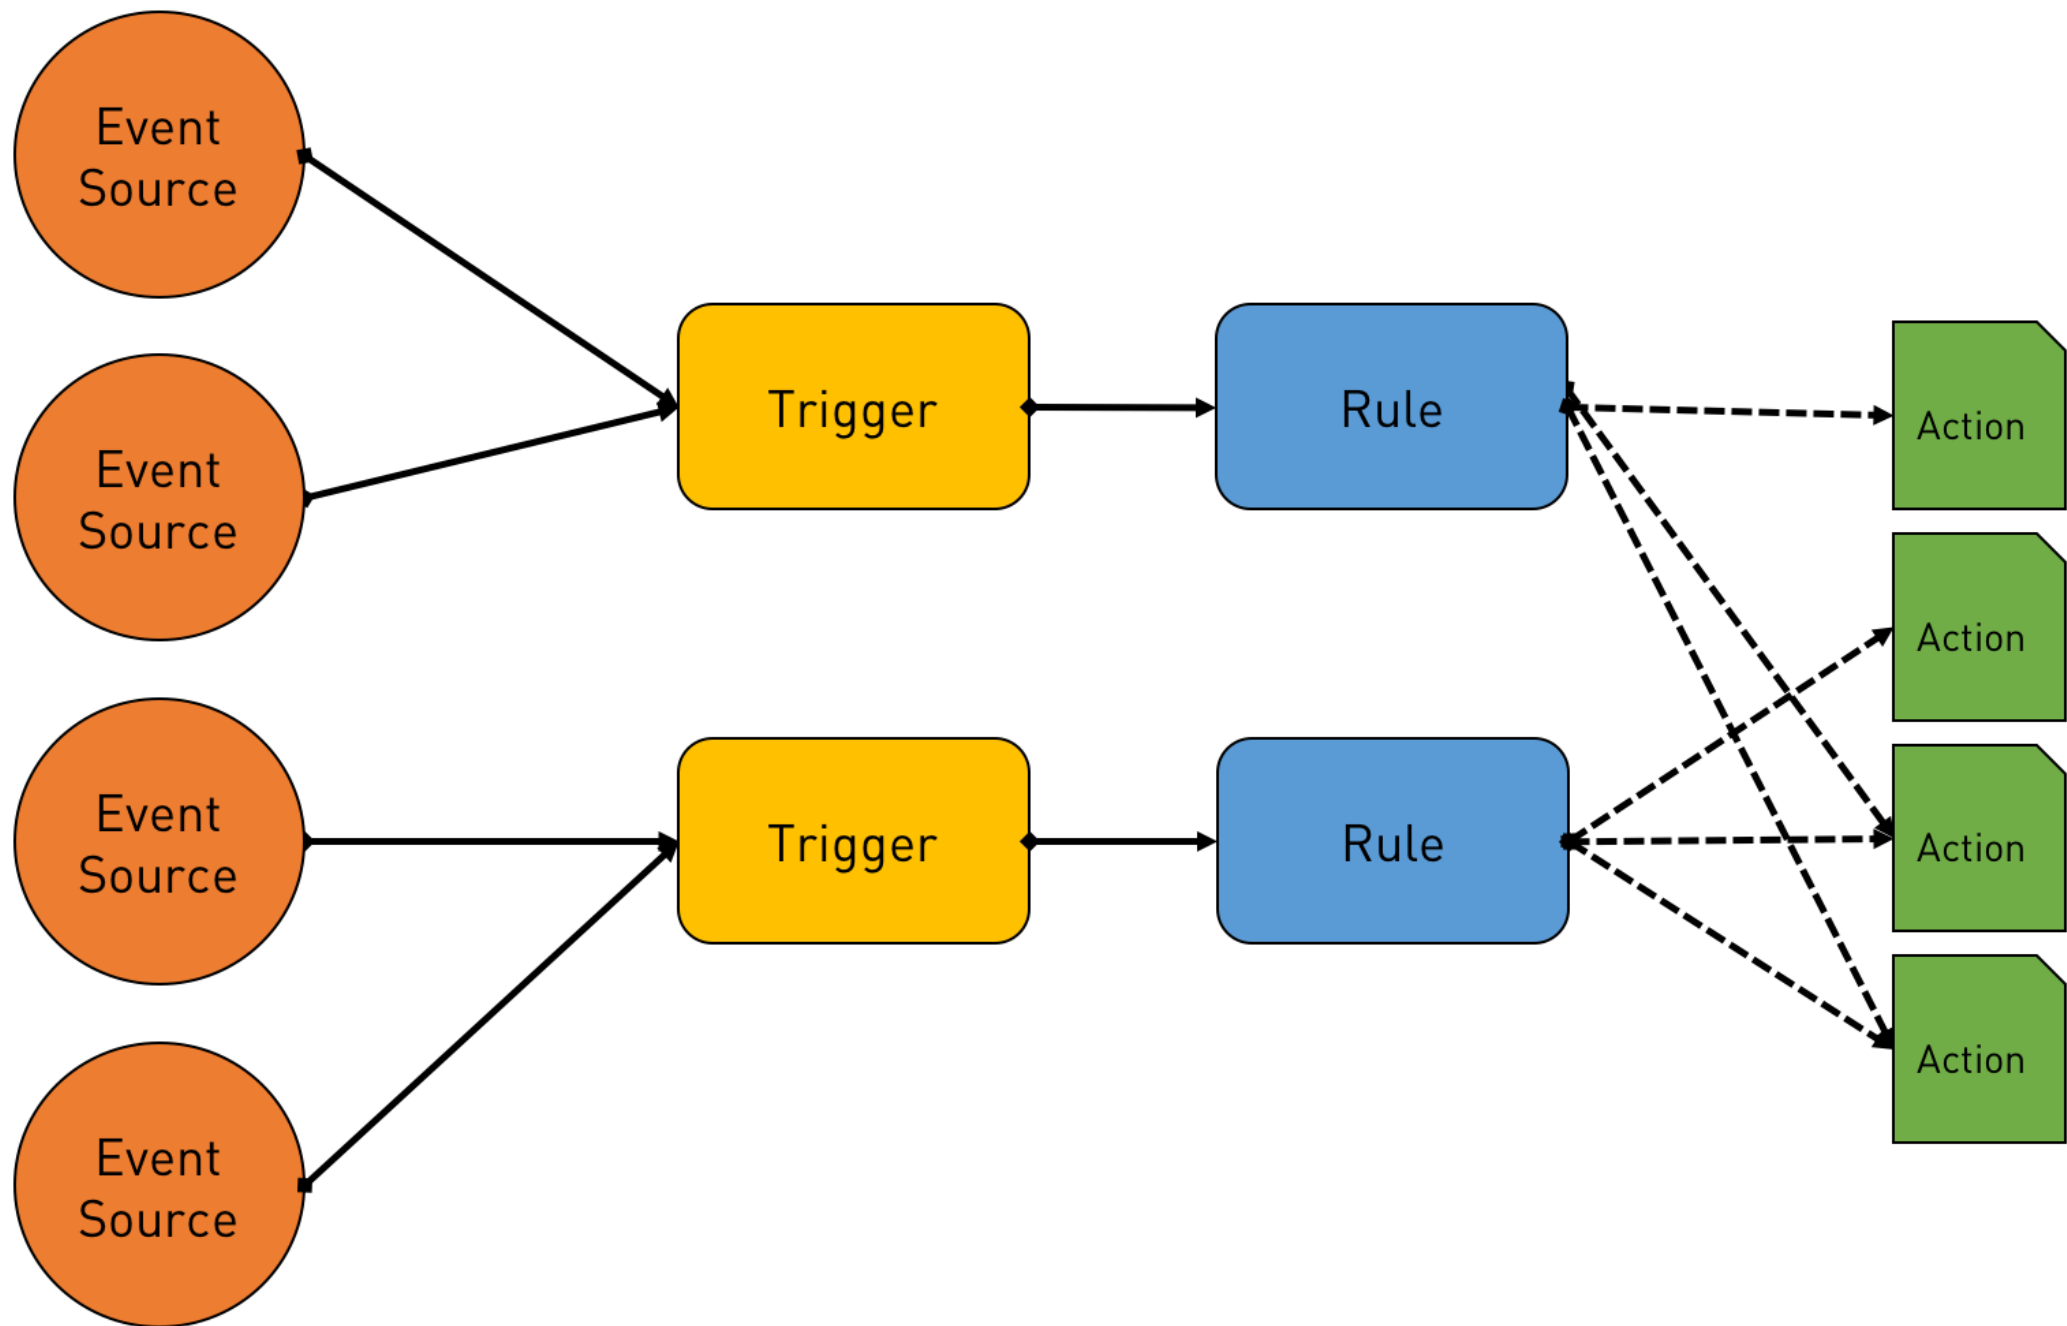 Event
Source
Event
Source
Trigger
Rule
Action
Action
Event
Source
Trigger
Rule
Action
Event
Source
Action